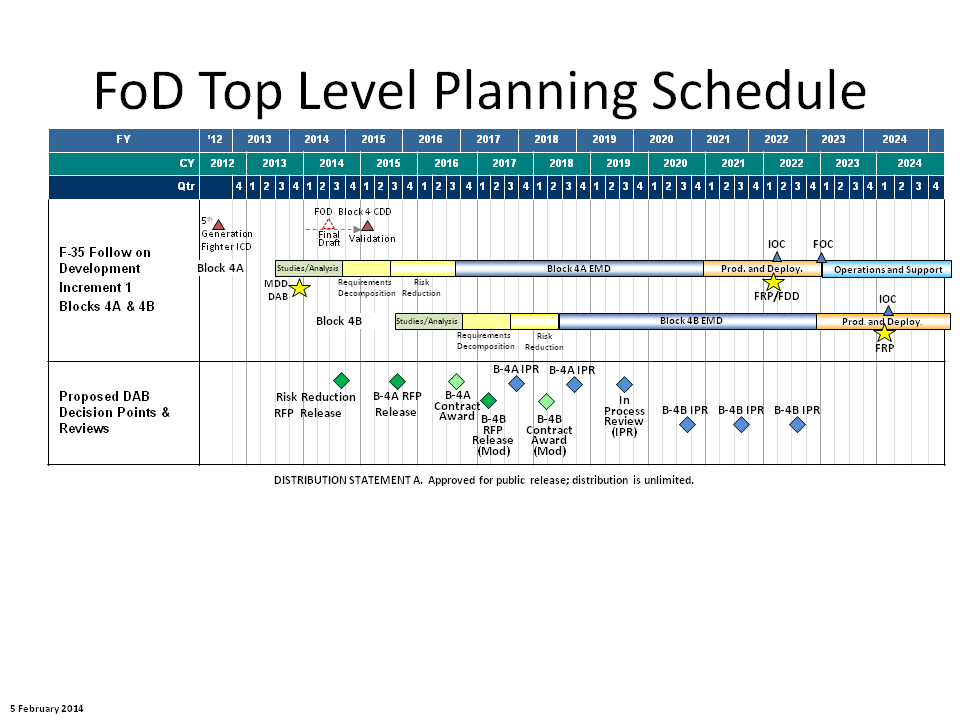 FoD Top Level Planning Schedule
FY '12 2013 2014 2015 2016 2017 2018 2019 2020 2021 2022 2023 2024
CY 2012 2013 2014 2015 2016 2017 2018 2019 2020 2021 2022 2023 2024
Qtr 4 1 2 3 4 1 2 3 4 1 2 3 4 1 2 3 4 1 2 3 4 1 2 3 4 1 2 3 4 1 2 3 4 1 2 3 4 1 2 3 4 1 2 3 4 1 2 3 4
F-35 Follow on
Development
Increment 1
Blocks 4A & 4B
5th
Generation
Fighter ICD
FOD
Final
Draft
Block 4 CDD
Validation
IOC
FOC
Block 4A
Studies/Analysis
Block 4A EMD
Prod. and Deploy.
Operations and Support
MDD
DAB
Requirements
Decomposition
Risk
Reduction
FRP/FDD
IOC
Block 4B
Studies/Analysis
Block 4B EMD
Prod. and Deploy.
Requirements
Decomposition
Risk
Reduction
FRP
Proposed DAB
Decision Points &
Reviews
Risk Reduction
RFP Release
B-4A RFP
Release
B-4A
Contract
Award
B-4A IPR
B-4B
RFP
Release
(Mod)
B-4A IPR
B-4B
Contract
Award
(Mod)
In
Process
Review
(IPR)
B-4B IPR
B-4B IPR
B-4B IPR
DISTRIBUTION STATEMENT A. Approved for public release; distribution is unlimited.
5 February 2014